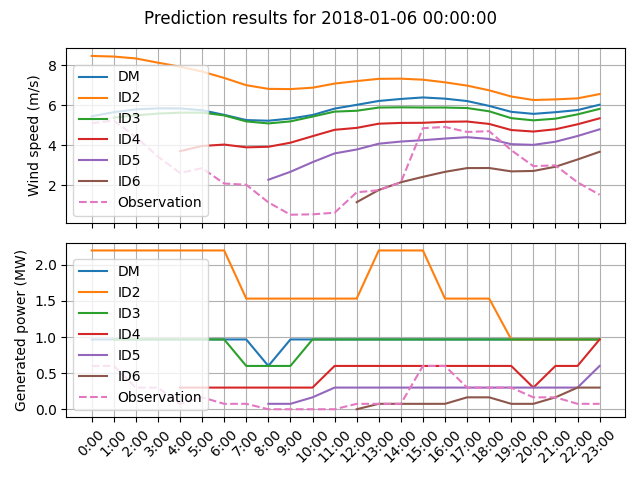 Prediction results for 2018-01-06 00:00:00
Wind speed (m/s)
8
6
4
2
DM
ID2
ID3
ID4
ID5
ID6
Observation
Generated power (MW)
2.0
1.5
1.0
0.5
0.0
DM
ID2
ID3
ID4
ID5
ID6
Observation
0:00 1:00 2:00 3:00 4:00 5:00 6:00 7:00 8:00 9:00 10:00 11:00 12:00 13:00 14:00 15:00 16:00 17:00 18:00 19:00 20:00 21:00 22:00 23:00